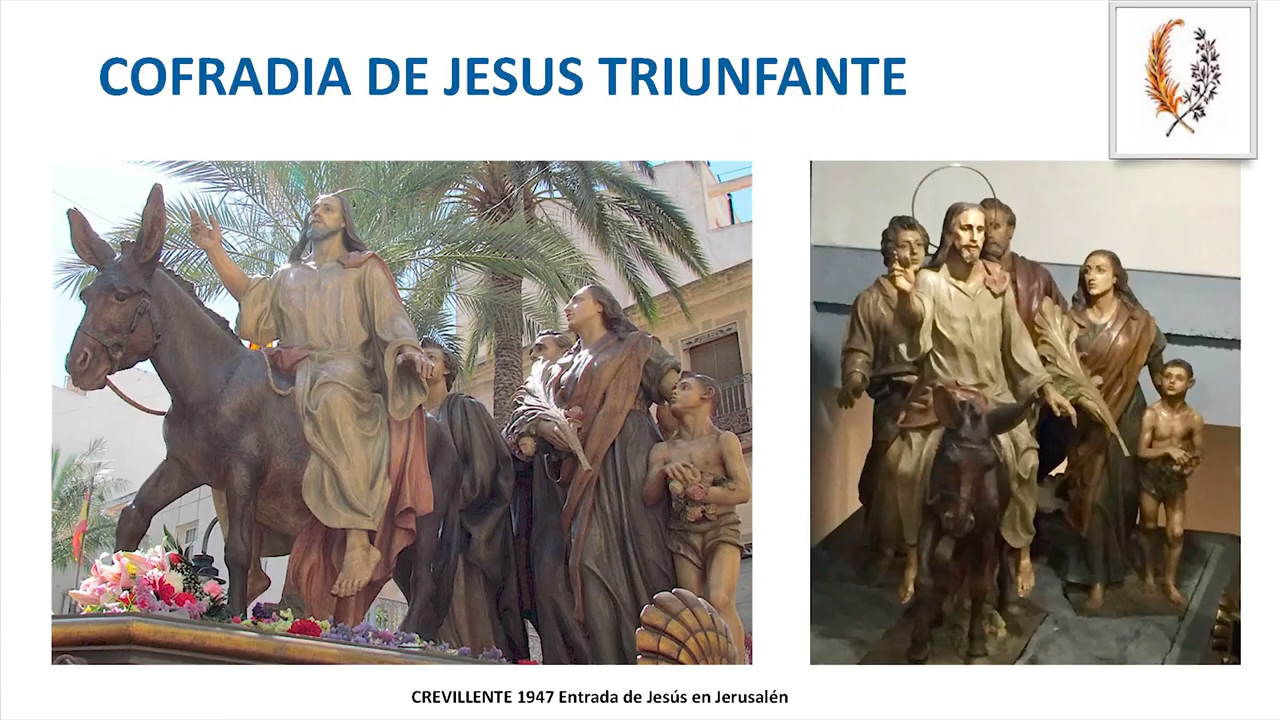 COFRADIA DE JESUS TRIUNFANTE
CREVILLENTE 1947 Entrada de Jesús en Jerusalén